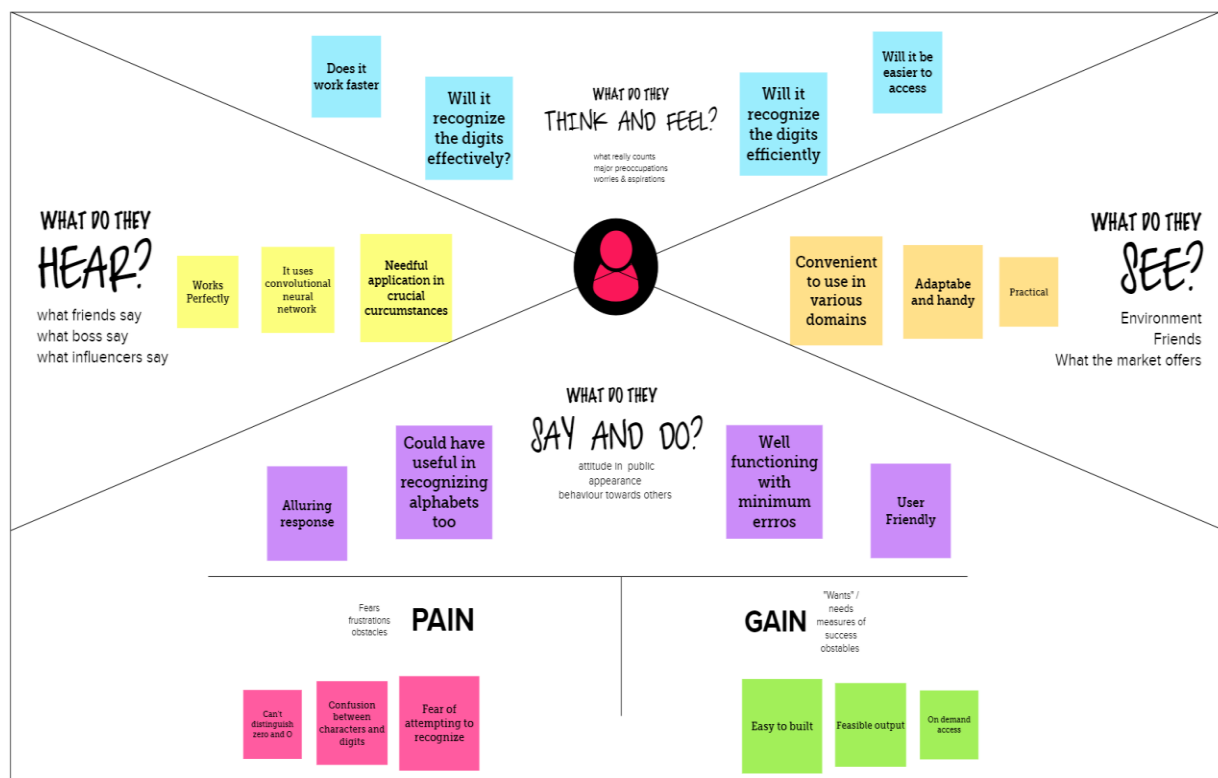 Does it
work faster
Will it
recognize
the digits
effectively?
WHAT DO THEY
THINK AND FEEL?
what really counts
major preoccupations
worries & aspirations
Will it
recognize
the digits
efficiently
Will it be
easier to
access
WHAT DO THEY
HEAR?
what friends say
what boss say
what influencers say
Works
Perfectly
It uses
convolutional
neural
network
Needful
application in
crucial
curcumstances
Convenient
to use in
various
domains
Adaptabe
and handy
Practical
WHAT DO THEY
SEE?
Environment
Friends
What the market offers
WHAT DO THEY
SAY AND DO?
attitude in public
appearance
behaviour towards others
Alluring
response
Could have
useful in
recognizing
alphabets
too
Well
functioning
with
minimum
errros
User
Friendly
Fears
frustrations
obstacles
PAIN
Can't
distinguish
zero and O
Confusion
between
characters and
digits
Fear of
attempting to
recognize
GAIN
"Wants" /
needs
measures of
success
obstables
Easy to built
Feasible output
On demand
access